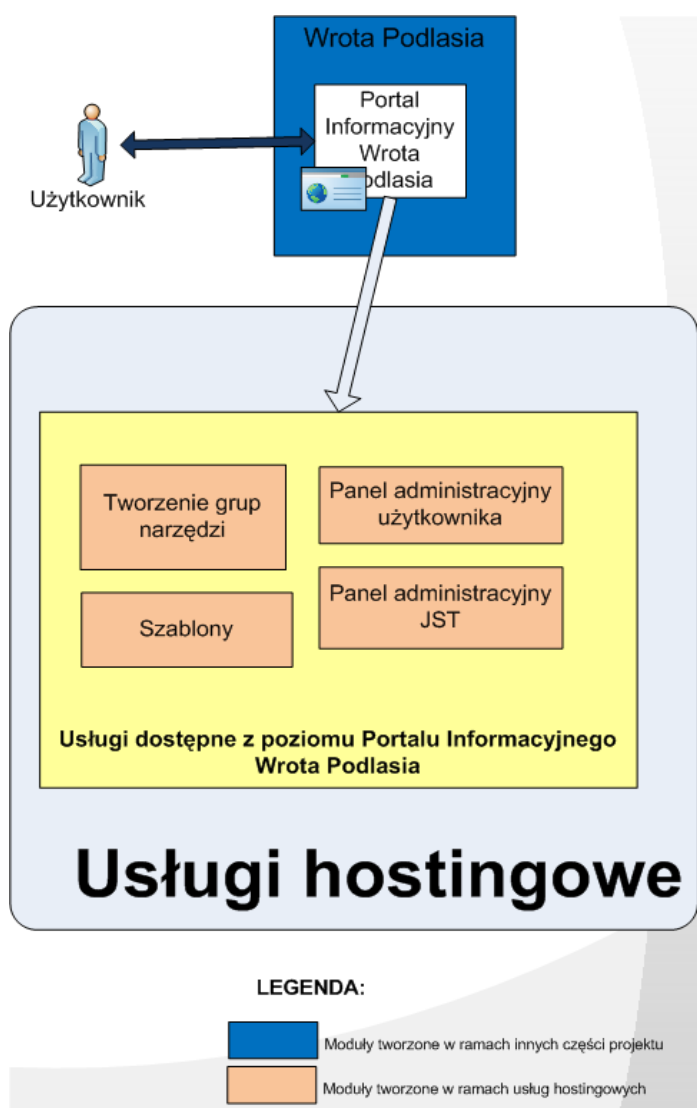 Wrota Podlasia
Portal
Informacyjny
Wrota
Podlasia
Użytkownik
Tworzenie grup
narzędzi
Panel administracyjny
użytkownika
Szablony
Panel administracyjny
JST
Usługi dostępne z poziomu Portalu Informacyjnego
Wrota Podlasia
Usługi hostingowe
LEGENDA:
Moduły tworzone w ramach innych części projektu
Moduły tworzone w ramach usług hostingowych